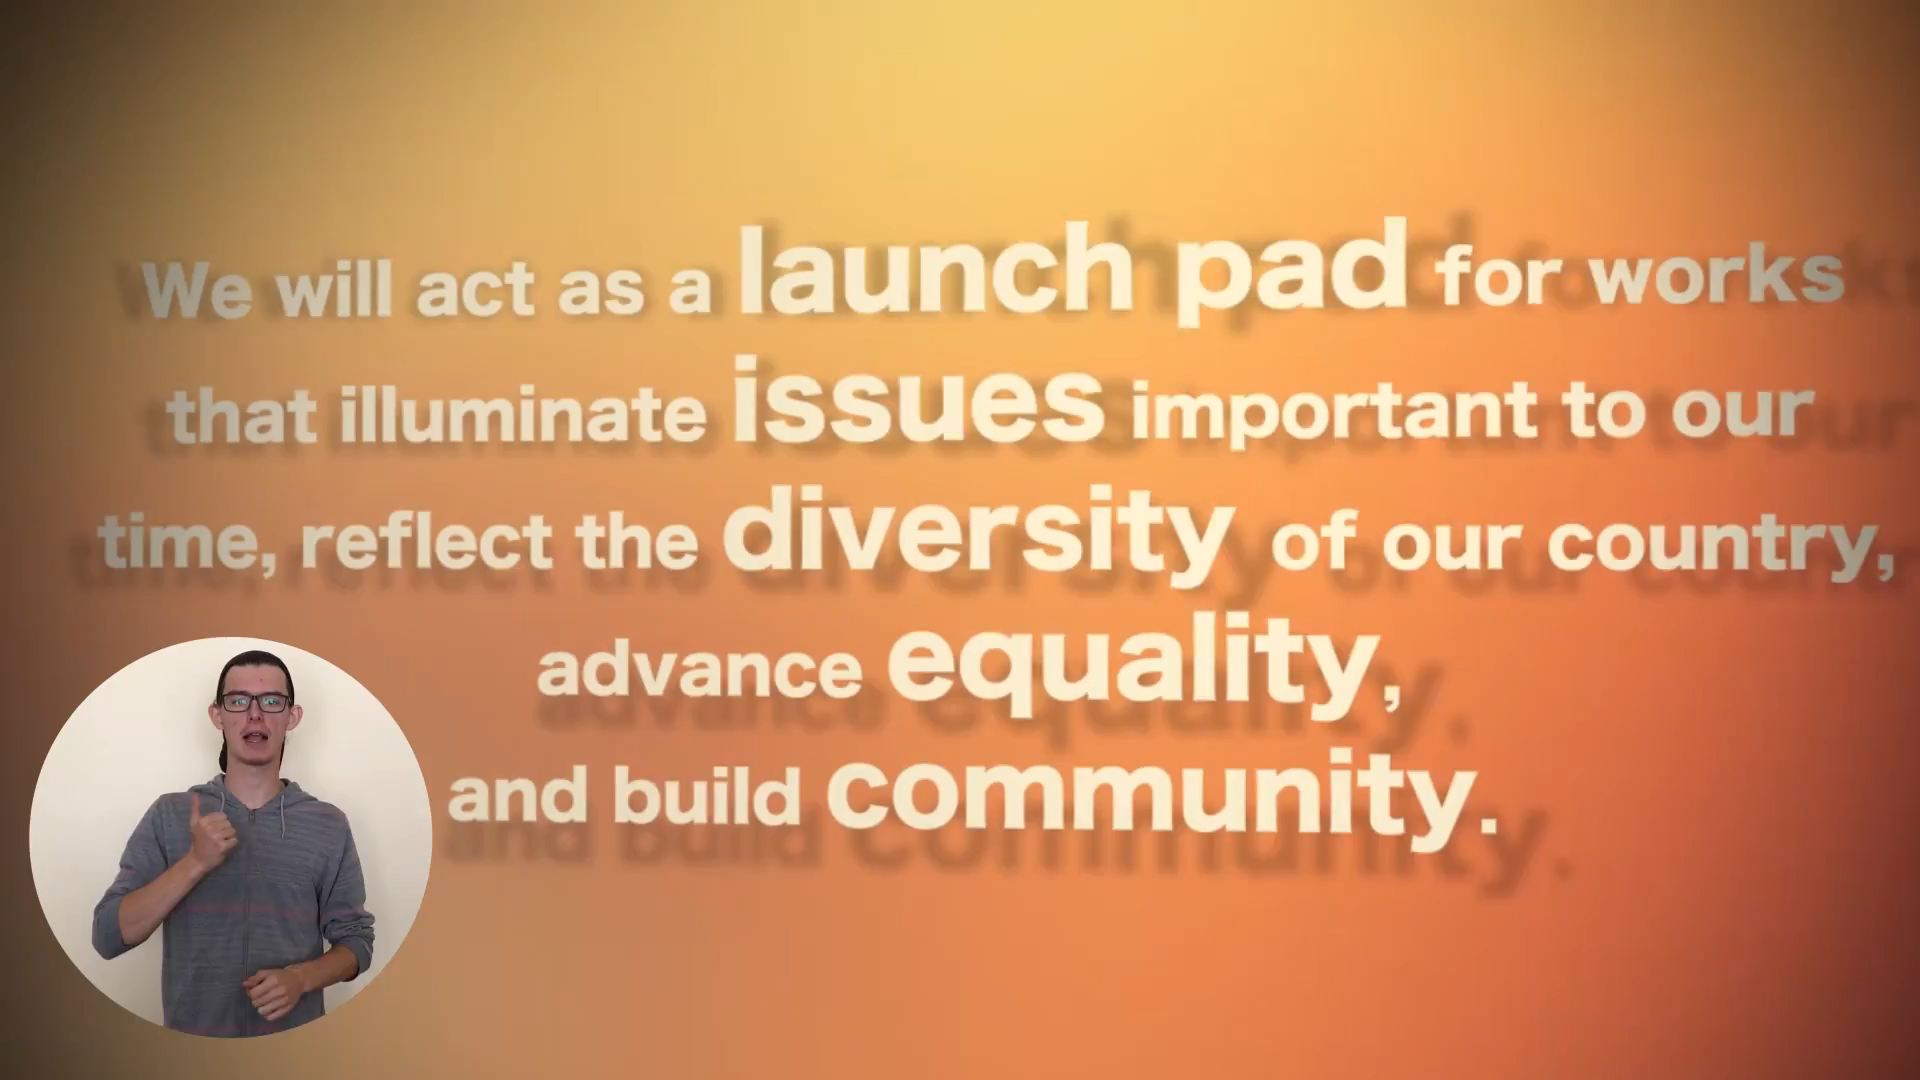 We will act as a launch pad for works
that illuminate issues important to our
time, reflect the diversity of our country,
advance equality,
and build community.